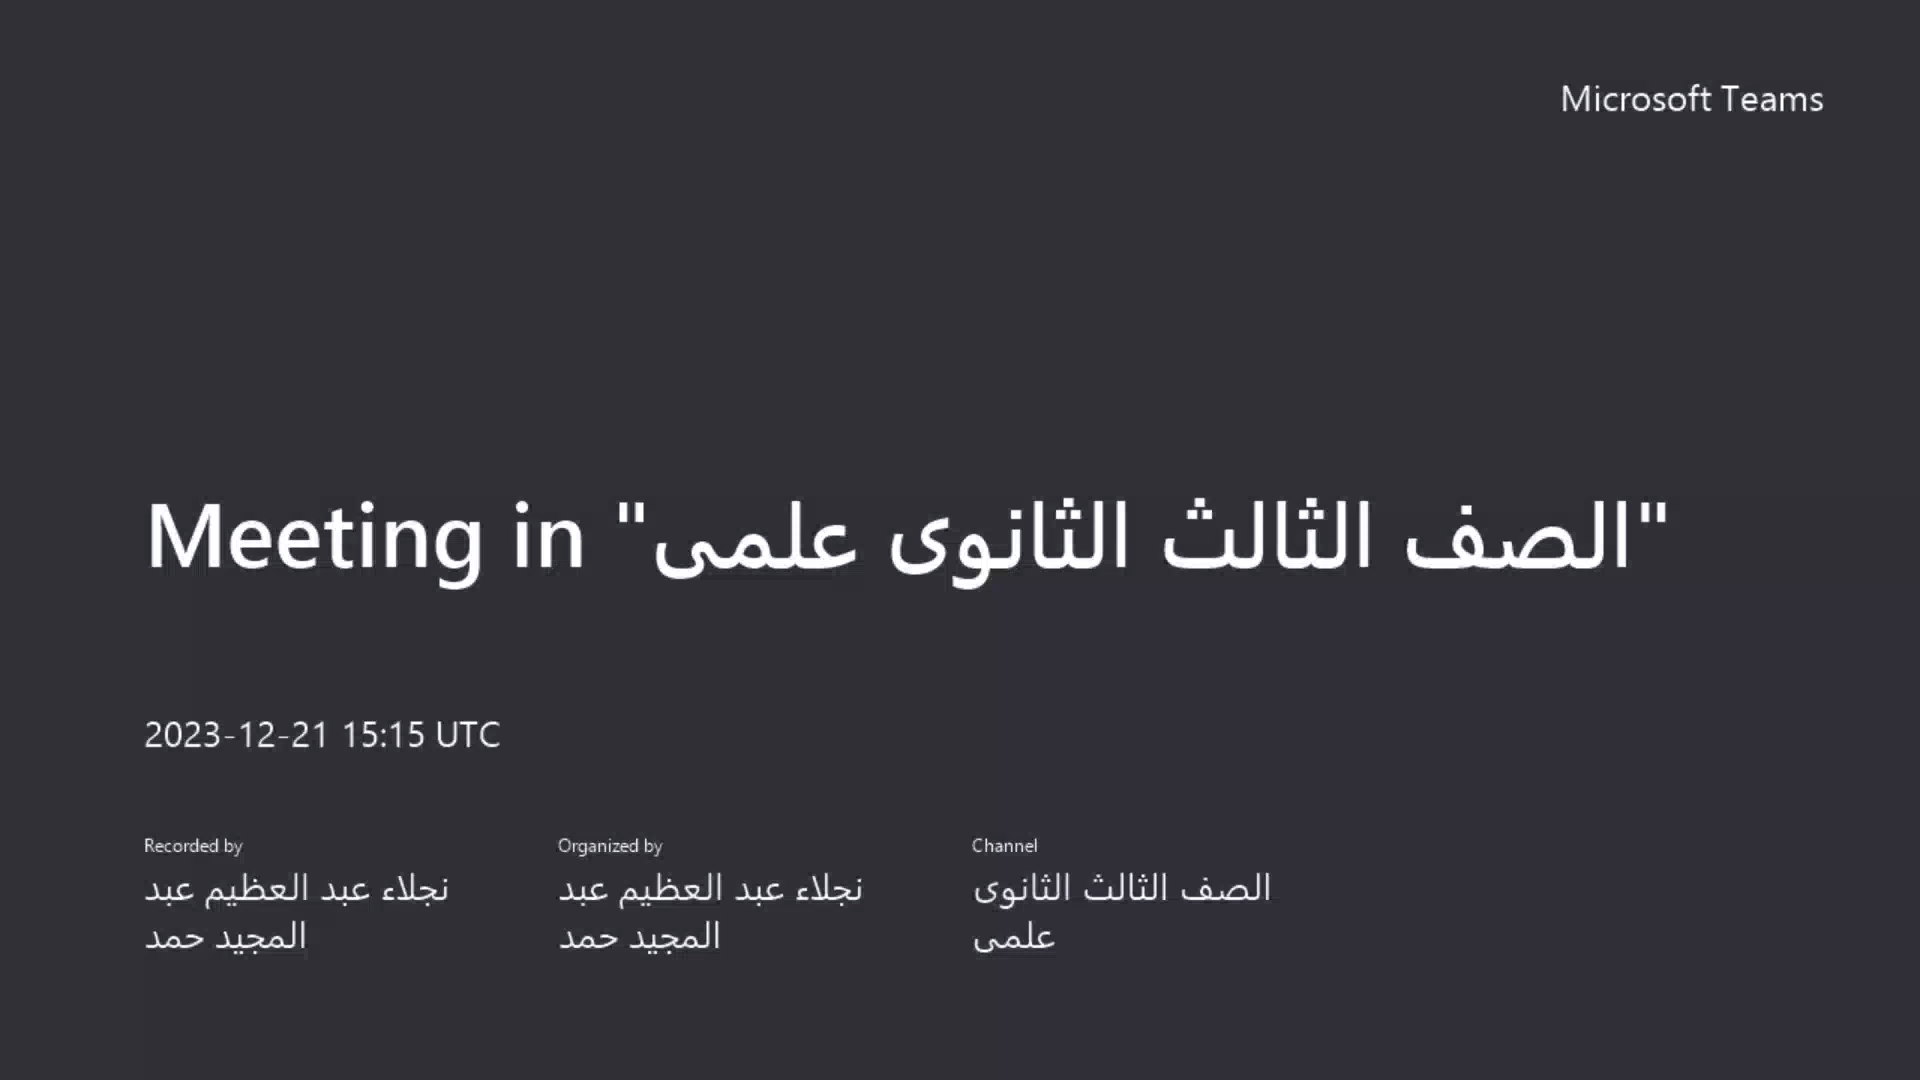 Microsoft Teams
Meeting in "الصف الثالث الثانوى علمى"
2023-12-21 15:15 UTC
Recorded by
نجلاء عبد العظيم عبد
المجيد حمد
Organized by
نجلاء عبد العظيم عبد
المجيد حمد
Channel
الصف الثالث الثانوى
علمى